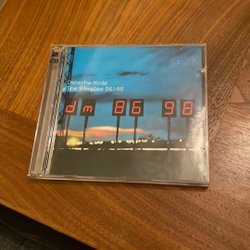 Depeche Mode
The Singles 86>98
dm 86 98